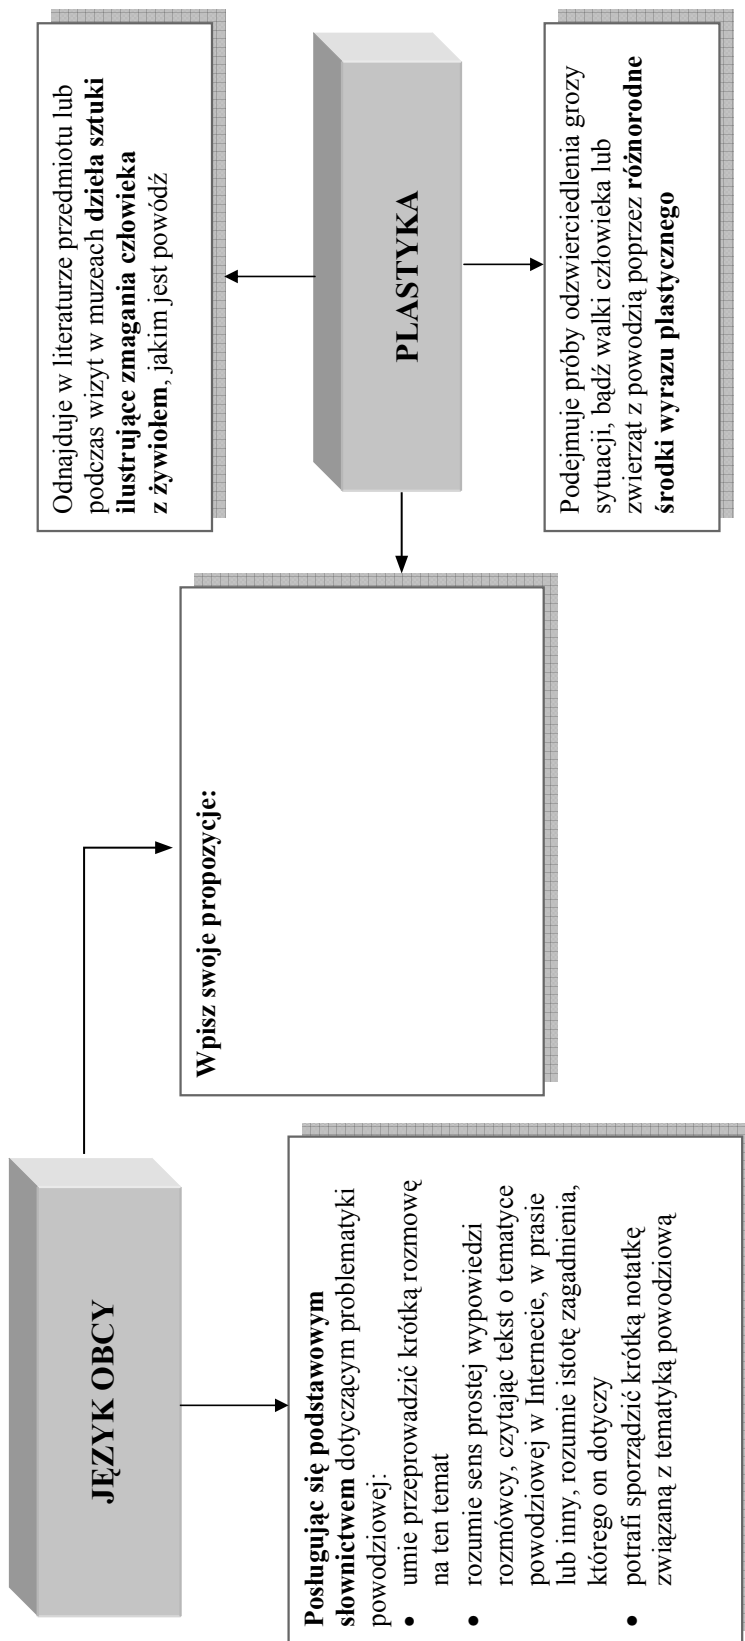 JĘZYK OBCY
Posługując się podstawowym
słownictwem dotyczącym problematyki
powodziowej:
• umie przeprowadzić krótką rozmowę
na ten temat
• rozumie sens prostej wypowiedzi
rozmówcy, czytając tekst o tematyce
powodziowej w Internecie, w prasie
lub inny, rozumie istotę zagadnienia,
którego on dotyczy
• potrafi sporządzić krótką notatkę
związaną z tematyką powodziową
Wpisz swoje propozycje:
Odnajduje w literaturze przedmiotu lub
podczas wizyt w muzeach dzieła sztuki
ilustrujące zmagania człowieka
z żywiołem, jakim jest powódź
PLASTYKA
Podejmuje próby odzwierciedlenia grozy
sytuacji, bądź walki człowieka lub
zwierząt z powodzią poprzez różnorodne
środki wyrazu plastycznego